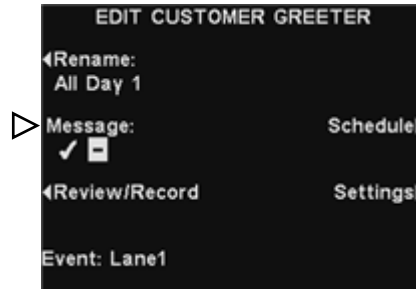 EDIT CUSTOMER GREETER
Rename:
All Day 1
Message: Schedule
✓ -
Review/Record Settings
Event: Lane1